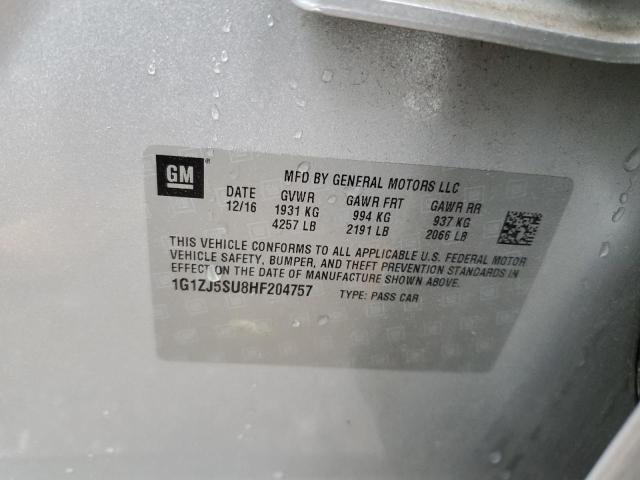 GM
MFD BY GENERAL MOTORS LLC
DATE GVWR GAWR FRT GAWR RR
12/16 1931 KG 994 KG 937 KG
4257 LB 2191 LB 2066 LB
THIS VEHICLE CONFORMS TO ALL APPLICABLE U.S. FEDERAL MOTOR
VEHICLE SAFETY, BUMPER, AND THEFT PREVENTION STANDARDS IN
EFFECT ON THE DATE OF MANUFACTURE SHOWN ABOVE.
1G1ZJ5SU8HF204757 TYPE: PASS CAR